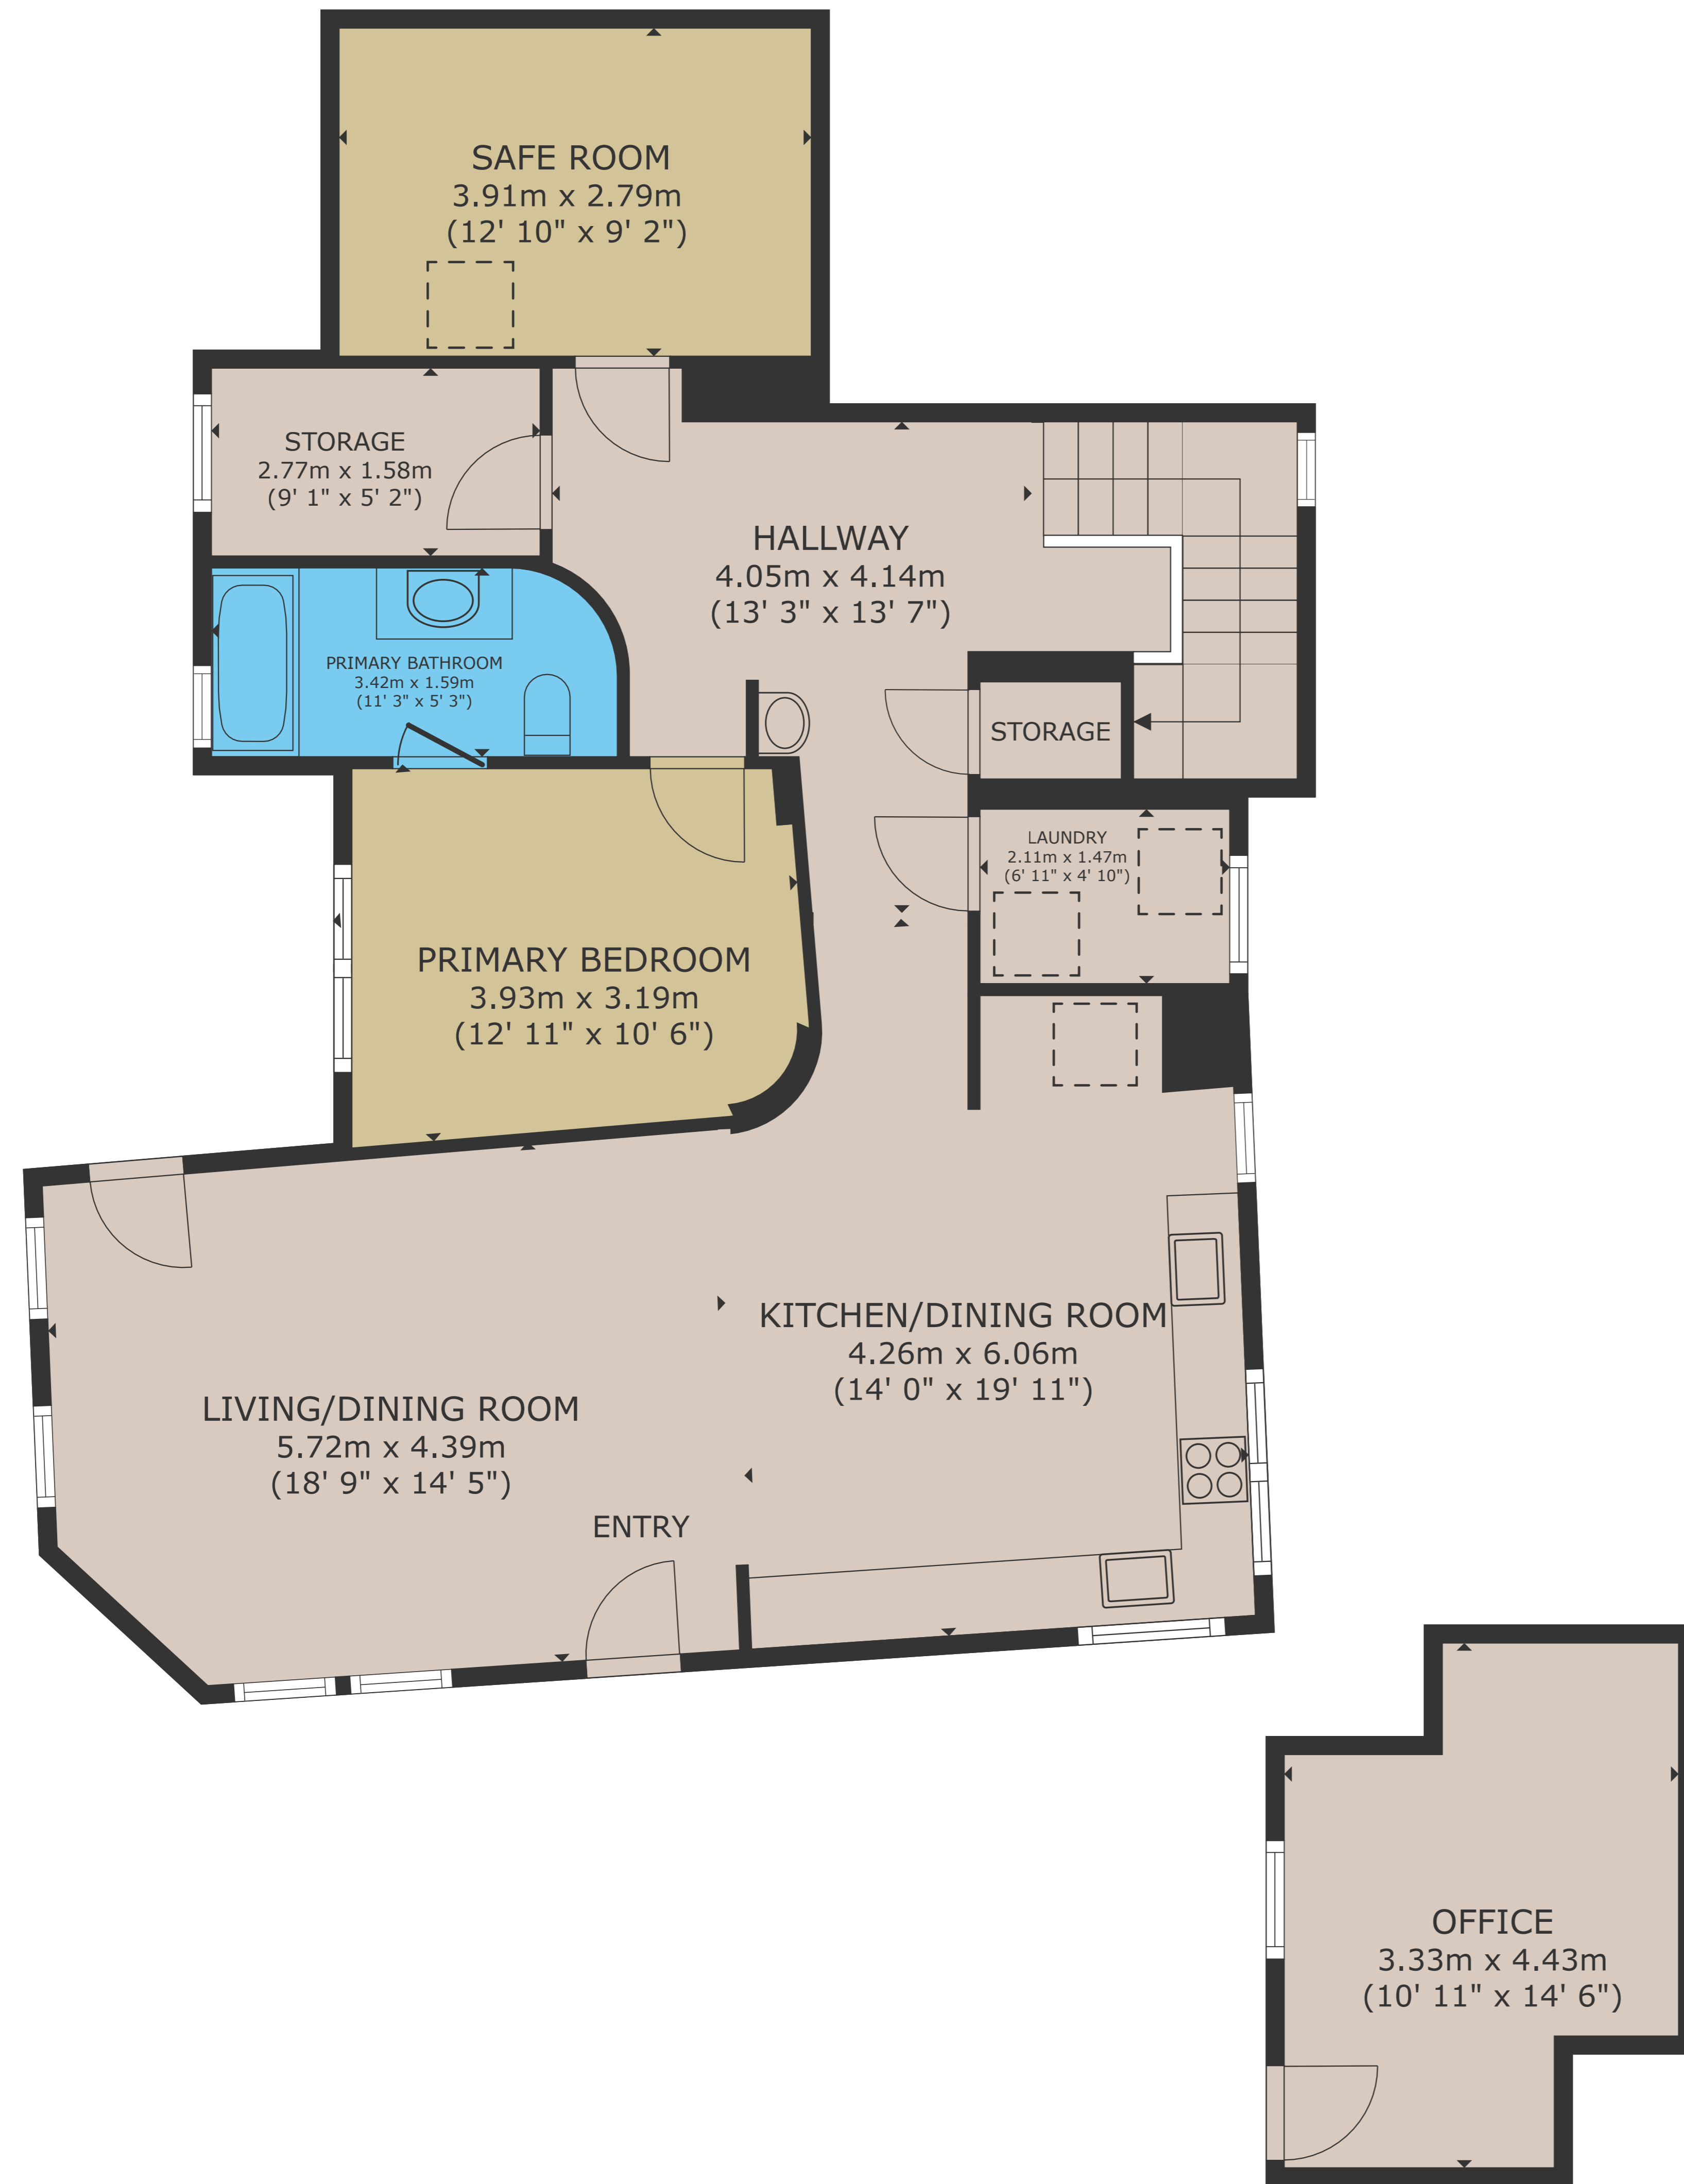 SAFE ROOM
3.91m x 2.79m
(12' 10" x 9' 2")
STORAGE
2.77m x 1.58m
(9' 1" x 5' 2")
HALLWAY
4.05m x 4.14m
(13' 3" x 13' 7")
PRIMARY BATHROOM
3.42m x 1.59m
(11' 3" x 5' 3")
STORAGE
LAUNDRY
2.11m x 1.47m
(6' 11" x 4' 10")
PRIMARY BEDROOM
3.93m x 3.19m
(12' 11" x 10' 6")
KITCHEN/DINING ROOM
4.26m x 6.06m
(14' 0" x 19' 11")
LIVING/DINING ROOM
5.72m x 4.39m
(18' 9" x 14' 5")
ENTRY
OFFICE
3.33m x 4.43m
(10' 11" x 14' 6")